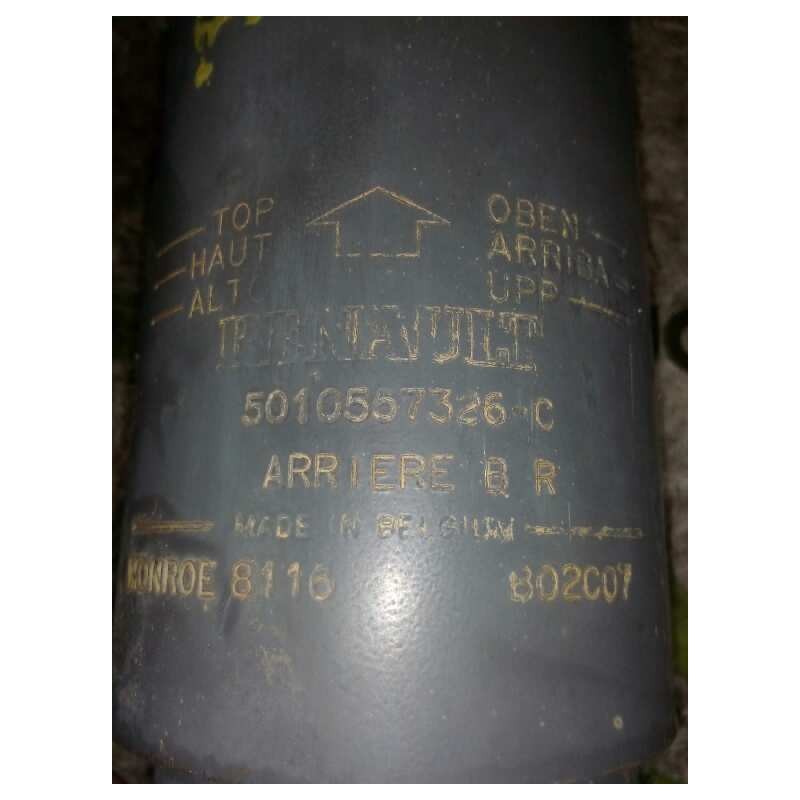 TOP OBEN
HAUT ARRIBA
ALTO UPP
RENAULT
5010557326-C
ARRIERE B R
MADE IN BELGIUM
MONROE 8116 B02C07